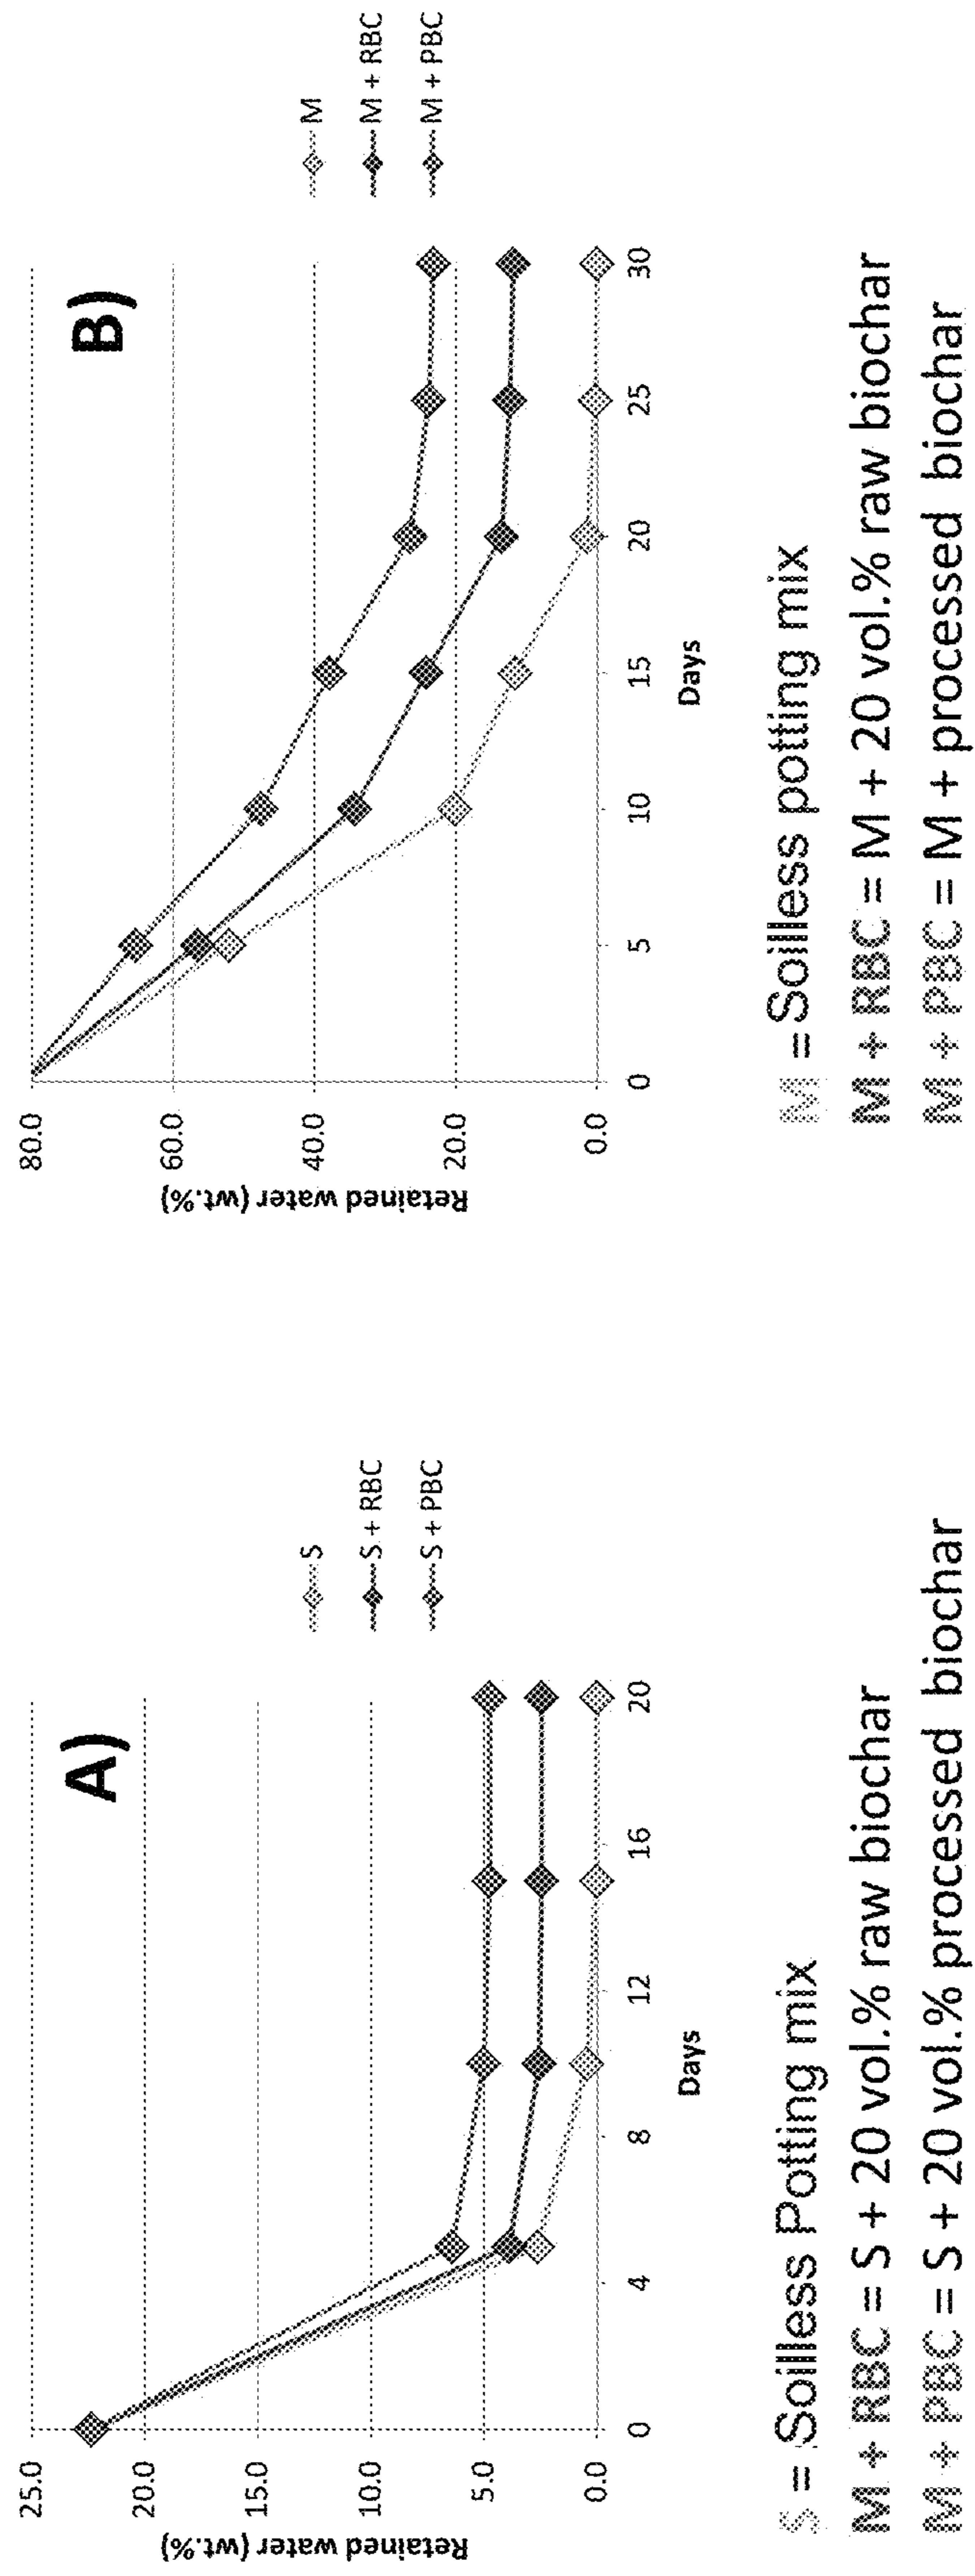 A)
25.0
20.0
15.0
10.0
5.0
0.0
Retained water (wt.%)
0 4 8 12 16 20
Days
S
S + RBC
S + PBC
S = Soilless Potting mix
M + RBC = S + 20 vol.% raw biochar
M + PBC = S + 20 vol.% processed biochar
B)
80.0
60.0
40.0
20.0
0.0
Retained water (wt.%)
0 5 10 15 20 25 30
Days
M
M + RBC
M + PBC
M = Soilless potting mix
M + RBC = M + 20 vol.% raw biochar
M + PBC = M + processed biochar